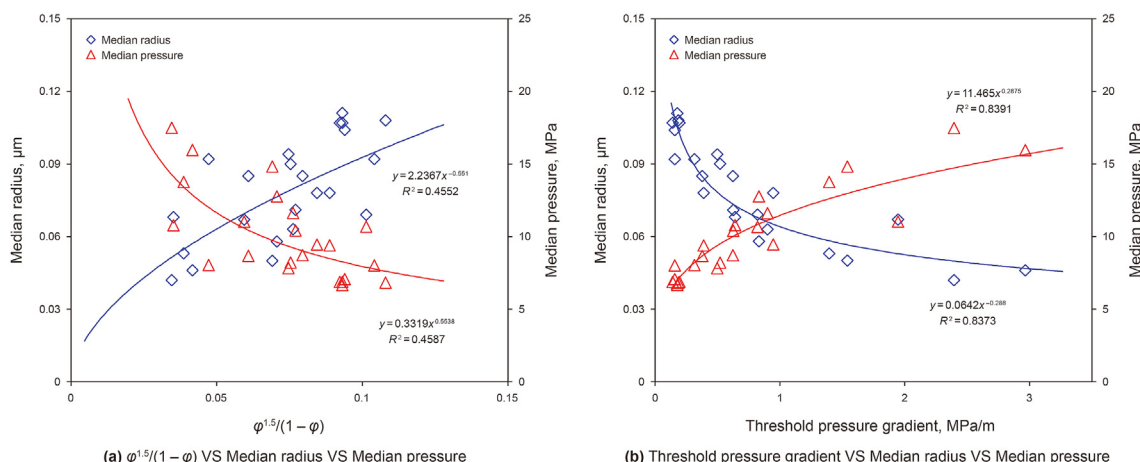 0.15
0.12
0.09
0.06
0.03
0
Median radius, μm
25
20
15
10
5
0
Median pressure, MPa
Median radius
Median pressure
y = 2.2367x^–0.551
R² = 0.4552
y = 0.3319x^0.5538
R² = 0.4587
0 0.05 0.1 0.15
φ^1.5/(1 – φ)
(a) φ^1.5/(1 – φ) VS Median radius VS Median pressure
0.15
0.12
0.09
0.06
0.03
0
Median radius, μm
25
20
15
10
5
0
Median pressure, MPa
Median radius
Median pressure
y = 11.465x^0.2875
R² = 0.8391
y = 0.0642x^–0.288
R² = 0.8373
0 1 2 3
Threshold pressure gradient, MPa/m
(b) Threshold pressure gradient VS Median radius VS Median pressure